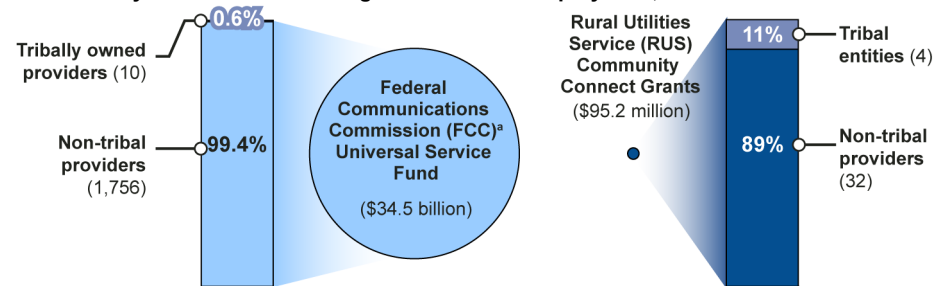 0.6%
Tribally owned
providers (10)
Non-tribal
providers
(1,756)
99.4%
Federal
Communications
Commission (FCC)ᵃ
Universal Service
Fund
($34.5 billion)
Rural Utilities
Service (RUS)
Community
Connect Grants
($95.2 million)
11%
Tribal
entities (4)
89%
Non-tribal
providers
(32)